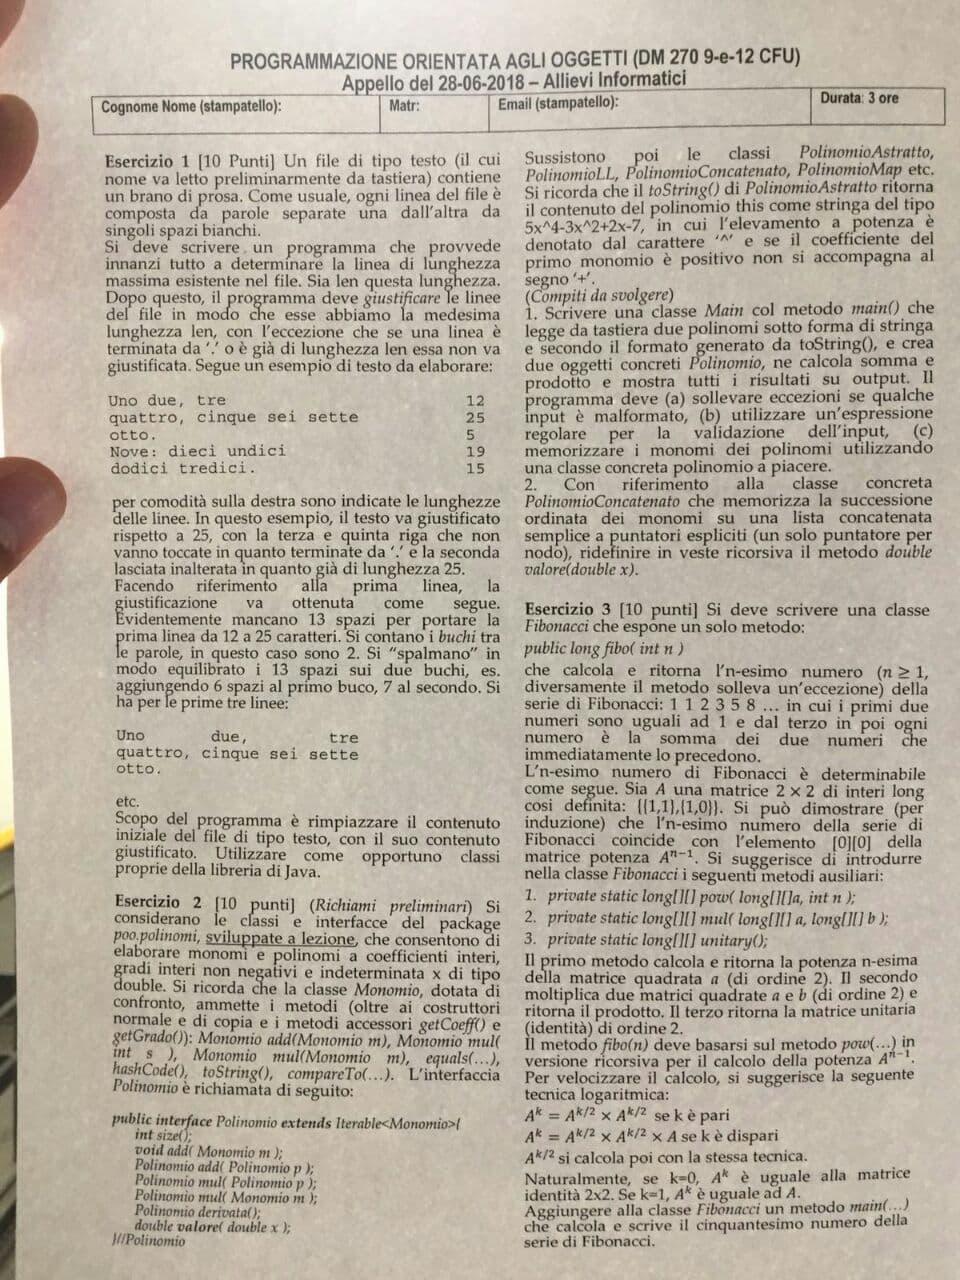 PROGRAMMAZIONE ORIENTATA AGLI OGGETTI (DM 270 9-e-12 CFU)
Appello del 28-06-2018 – Allievi Informatici
Cognome Nome (stampatello):
Matr:
Email (stampatello):
Durata: 3 ore
Esercizio 1 [10 Punti] Un file di tipo testo (il cui
nome va letto preliminarmente da tastiera) contiene
un brano di prosa. Come usuale, ogni linea del file è
composta da parole separate una dall'altra da
singoli spazi bianchi.
Si deve scrivere un programma che provvede
innanzi tutto a determinare la linea di lunghezza
massima esistente nel file. Sia len questa lunghezza.
Dopo questo, il programma deve giustificare le linee
del file in modo che esse abbiamo la medesima
lunghezza len, con l'eccezione che se una linea è
terminata da '.' o è già di lunghezza len essa non va
giustificata. Segue un esempio di testo da elaborare:
Uno due, tre 12
quattro, cinque sei sette 25
otto. 5
Nove: dieci undici 19
dodici tredici. 15
per comodità sulla destra sono indicate le lunghezze
delle linee. In questo esempio, il testo va giustificato
rispetto a 25, con la terza e quinta riga che non
vanno toccate in quanto terminate da '.' e la seconda
lasciata inalterata in quanto già di lunghezza 25.
Facendo riferimento alla prima linea, la
giustificazione va ottenuta come segue.
Evidentemente mancano 13 spazi per portare la
prima linea da 12 a 25 caratteri. Si contano i buchi tra
le parole, in questo caso sono 2. Si "spalmano" in
modo equilibrato i 13 spazi sui due buchi, es.
aggiungendo 6 spazi al primo buco, 7 al secondo. Si
ha per le prime tre linee:
Uno due, tre
quattro, cinque sei sette
otto.
etc.
Scopo del programma è rimpiazzare il contenuto
iniziale del file di tipo testo, con il suo contenuto
giustificato. Utilizzare come opportuno classi
proprie della libreria di Java.
Esercizio 2 [10 punti] (Richiami preliminari) Si
considerano le classi e interfacce del package
poo.polinomi, sviluppate a lezione, che consentono di
elaborare monomi e polinomi a coefficienti interi,
gradi interi non negativi e indeterminata x di tipo
double. Si ricorda che la classe Monomio, dotata di
confronto, ammette i metodi (oltre ai costruttori
normale e di copia e i metodi accessori getCoeff() e
getGrado()): Monomio add(Monomio m), Monomio mul(
int s ), Monomio mul(Monomio m), equals(...),
hashCode(), toString(), compareTo(...). L'interfaccia
Polinomio è richiamata di seguito:
public interface Polinomio extends Iterable<Monomio>{
int size();
void add( Monomio m );
Polinomio add( Polinomio p );
Polinomio mul( Polinomio p );
Polinomio mul( Monomio m );
Polinomio derivata();
double valore( double x );
}//Polinomio
Sussistono poi le classi PolinomioAstratto,
PolinomioLL, PolinomioConcatenato, PolinomioMap etc.
Si ricorda che il toString() di PolinomioAstratto ritorna
il contenuto del polinomio this come stringa del tipo
5x^4-3x^2+2x-7, in cui l'elevamento a potenza è
denotato dal carattere '^' e se il coefficiente del
primo monomio è positivo non si accompagna al
segno '+'.
(Compiti da svolgere)
1. Scrivere una classe Main col metodo main() che
legge da tastiera due polinomi sotto forma di stringa
e secondo il formato generato da toString(), e crea
due oggetti concreti Polinomio, ne calcola somma e
prodotto e mostra tutti i risultati su output. Il
programma deve (a) sollevare eccezioni se qualche
input è malformato, (b) utilizzare un'espressione
regolare per la validazione dell'input, (c)
memorizzare i monomi dei polinomi utilizzando
una classe concreta polinomio a piacere.
2. Con riferimento alla classe concreta
PolinomioConcatenato che memorizza la successione
ordinata dei monomi su una lista concatenata
semplice a puntatori espliciti (un solo puntatore per
nodo), ridefinire in veste ricorsiva il metodo double
valore(double x).
Esercizio 3 [10 punti] Si deve scrivere una classe
Fibonacci che espone un solo metodo:
public long fibo( int n )
che calcola e ritorna l'n-esimo numero (n ≥ 1,
diversamente il metodo solleva un'eccezione) della
serie di Fibonacci: 1 1 2 3 5 8 ... in cui i primi due
numeri sono uguali ad 1 e dal terzo in poi ogni
numero è la somma dei due numeri che
immediatamente lo precedono.
L'n-esimo numero di Fibonacci è determinabile
come segue. Sia A una matrice 2 × 2 di interi long
cosi definita: {{1,1},{1,0}}. Si può dimostrare (per
induzione) che l'n-esimo numero della serie di
Fibonacci coincide con l'elemento [0][0] della
matrice potenza Aⁿ⁻¹. Si suggerisce di introdurre
nella classe Fibonacci i seguenti metodi ausiliari:
1. private static long[][] pow( long[][]a, int n );
2. private static long[][] mul( long[][] a, long[][] b );
3. private static long[][] unitary();
Il primo metodo calcola e ritorna la potenza n-esima
della matrice quadrata a (di ordine 2). Il secondo
moltiplica due matrici quadrate a e b (di ordine 2) e
ritorna il prodotto. Il terzo ritorna la matrice unitaria
(identità) di ordine 2.
Il metodo fibo(n) deve basarsi sul metodo pow(...) in
versione ricorsiva per il calcolo della potenza Aⁿ⁻¹.
Per velocizzare il calcolo, si suggerisce la seguente
tecnica logaritmica:
A^k = A^k/2 × A^k/2 se k è pari
A^k = A^k/2 × A^k/2 × A se k è dispari
A^k/2 si calcola poi con la stessa tecnica.
Naturalmente, se k=0, A^k è uguale alla matrice
identità 2x2. Se k=1, A^k è uguale ad A.
Aggiungere alla classe Fibonacci un metodo main(...)
che calcola e scrive il cinquantesimo numero della
serie di Fibonacci.